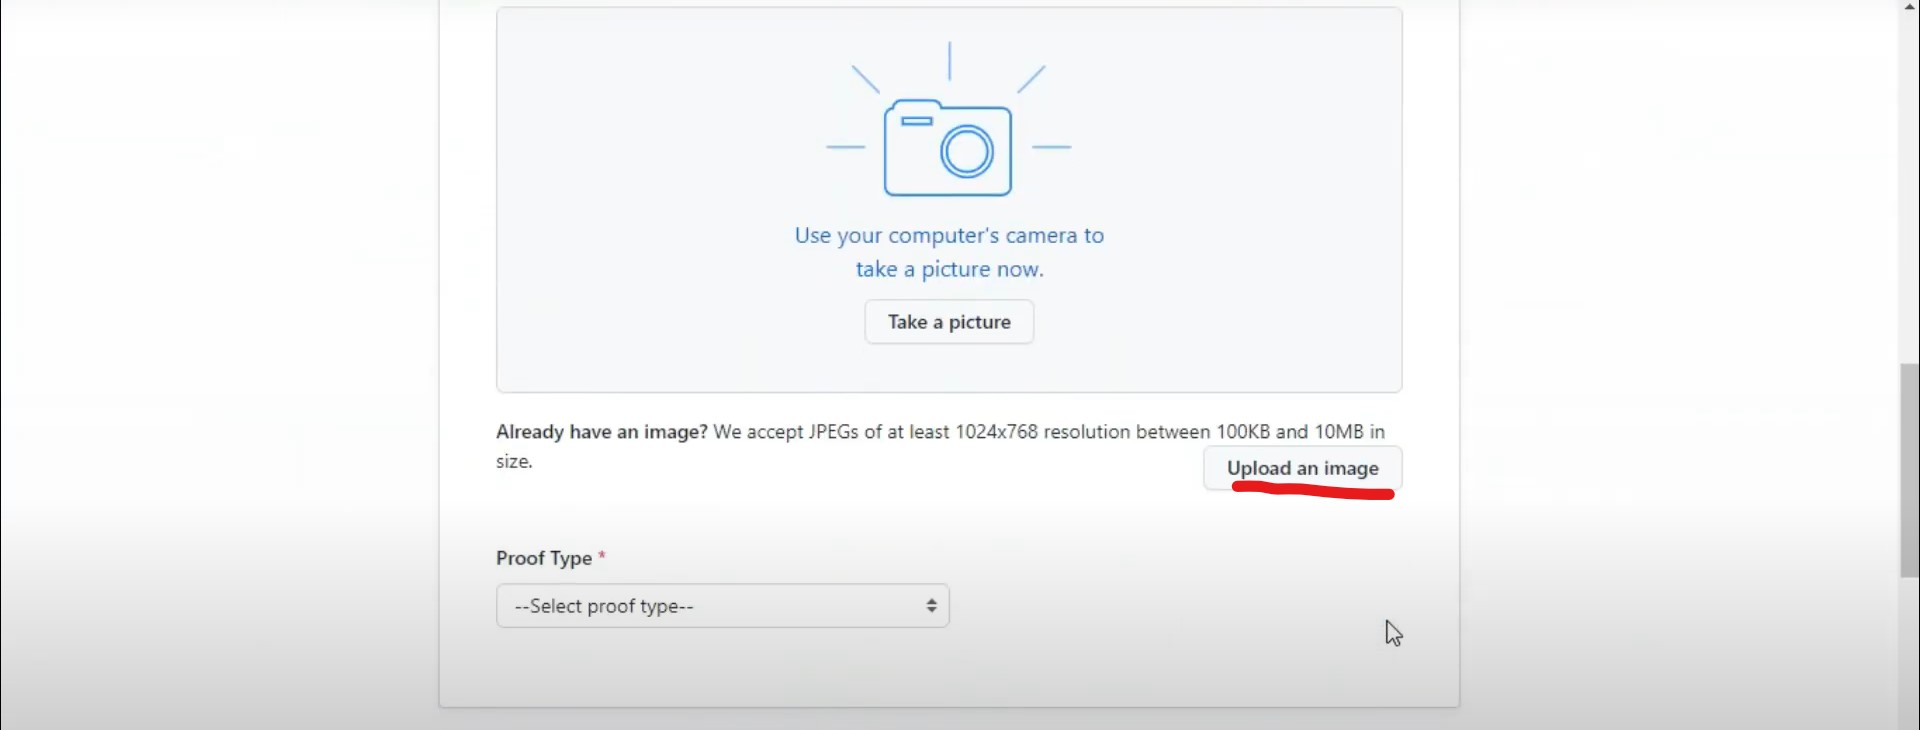 Use your computer's camera to
take a picture now.
Take a picture
Already have an image? We accept JPEGs of at least 1024x768 resolution between 100KB and 10MB in
size.
Upload an image
Proof Type *
--Select proof type--